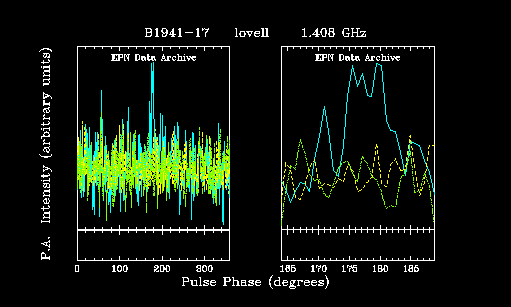 B1941-17 lovell 1.408 GHz
EPN Data Archive EPN Data Archive
P.A. Intensity (arbitrary units)
0 100 200 300 165 170 175 180 185
Pulse Phase (degrees)